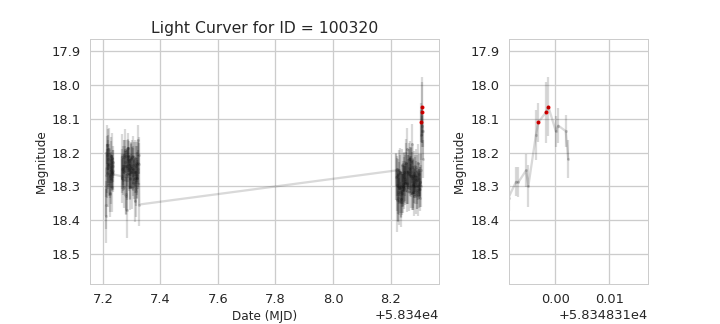 Light Curver for ID = 100320
17.9
18.0
18.1
18.2
18.3
18.4
18.5
Magnitude
7.2 7.4 7.6 7.8 8.0 8.2
+5.834e4
Date (MJD)
17.9
18.0
18.1
18.2
18.3
18.4
18.5
Magnitude
0.00 0.01
+5.834831e4